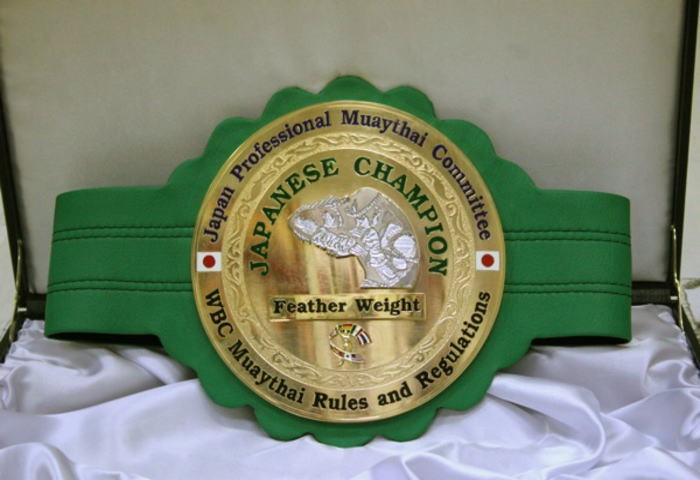 Japan Professional Muaythai Committee
JAPANESE CHAMPION
Feather Weight
WBC Muaythai Rules and Regulations